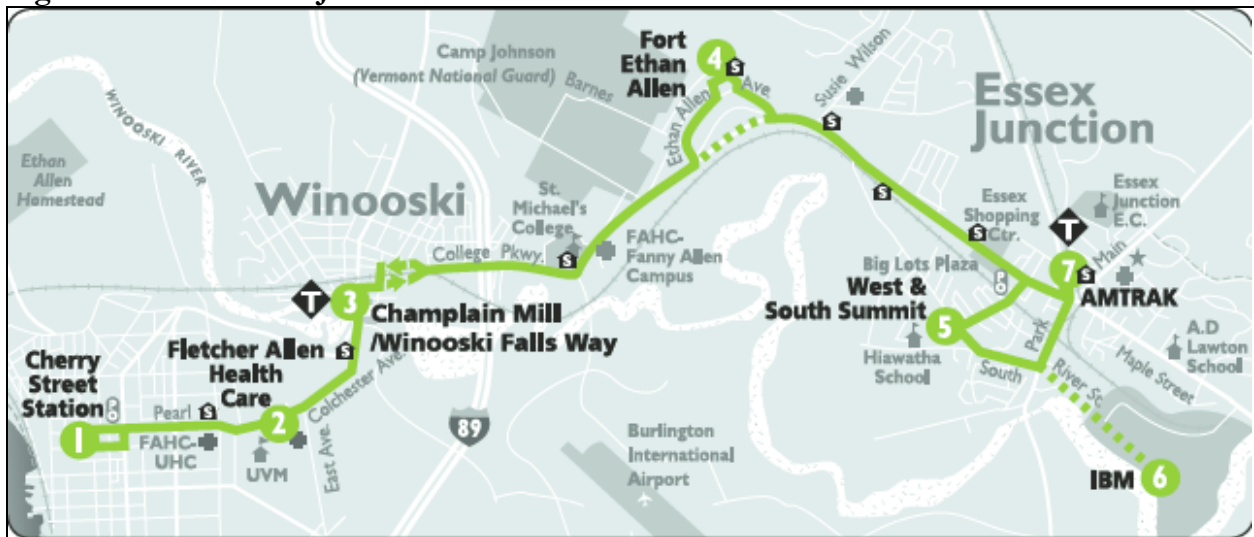 Camp Johnson
(Vermont National Guard)
Barnes
Fort
Ethan
Allen
4
S
Ave.
Ethan Allen
Susie Wilson
S
Essex
Junction
WINOOSKI RIVER
Ethan
Allen
Homestead
Winooski
St.
Michael's
College
S
College Pkwy.
FAHC-
Fanny Allen
Campus
S
Essex
Shopping
Ctr.
S
Essex
Junction
E.C.
T
7
S
Main
AMTRAK
Big Lots Plaza
West &
South Summit
5
Hiawatha
School
South
Park
River St.
Maple Street
A.D
Lawton
School
IBM
6
T
3
Champlain Mill
/Winooski Falls Way
S
Fletcher Allen
Health
Care
2
Colchester Ave.
Cherry
Street
Station
1
Pearl
S
FAHC-
UHC
UVM
East Ave.
89
Burlington
International
Airport